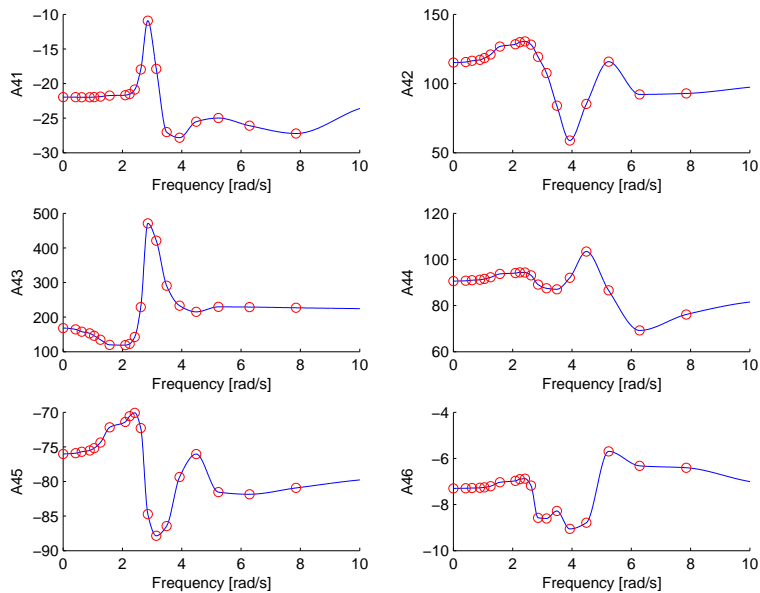 −10
−15
−20
−25
−30
A41
0 2 4 6 8 10
Frequency [rad/s]
150
100
50
A42
0 2 4 6 8 10
Frequency [rad/s]
500
400
300
200
100
A43
0 2 4 6 8 10
Frequency [rad/s]
120
100
80
60
A44
0 2 4 6 8 10
Frequency [rad/s]
−70
−75
−80
−85
−90
A45
0 2 4 6 8 10
Frequency [rad/s]
−4
−6
−8
−10
A46
0 2 4 6 8 10
Frequency [rad/s]